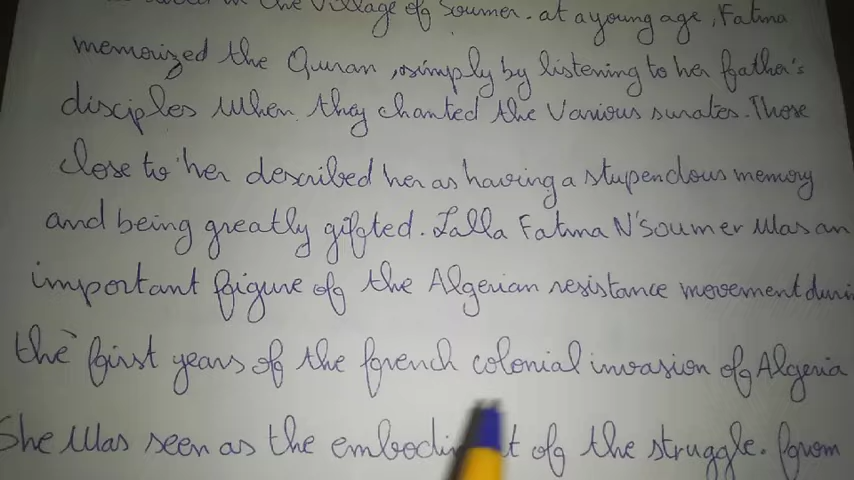 in the village of Soumer. at a young age, Fatma
memorized the Quran, simply by listening to her father's
disciples when they chanted the various surates. Those
close to her described her as having a stupendous memory
and being greatly gifted. Lalla Fatma N'Soumer was an
important figure of the Algerian resistance movement duri
the first years of the french colonial invasion of Algeria
She was seen as the of the struggle. from